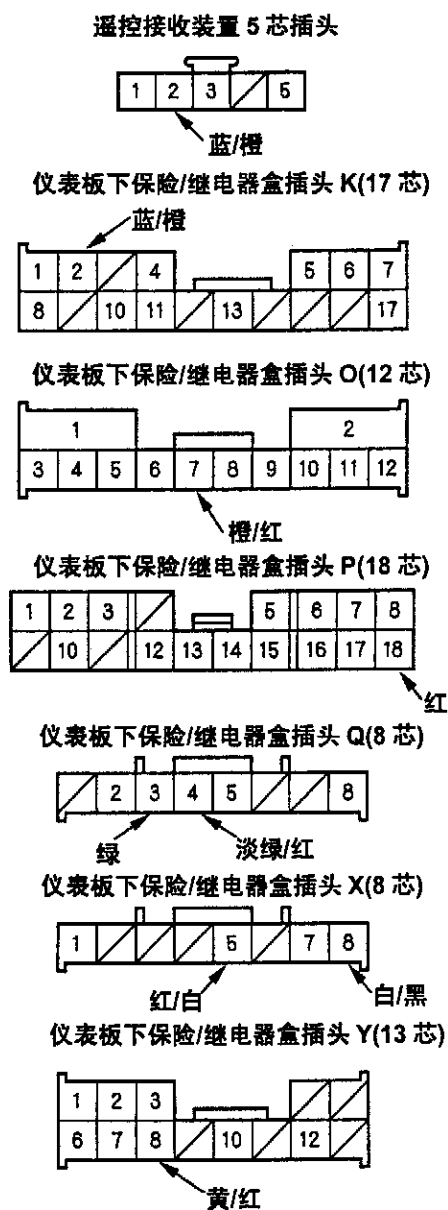 遥控接收装置 5 芯插头
1 2 3 5
蓝/橙
仪表板下保险/继电器盒插头 K(17 芯)
蓝/橙
1 2 4 5 6 7
8 10 11 13 17
仪表板下保险/继电器盒插头 O(12 芯)
1 2
3 4 5 6 7 8 9 10 11 12
橙/红
仪表板下保险/继电器盒插头 P(18 芯)
1 2 3 5 6 7 8
10 12 13 14 15 16 17 18
红
仪表板下保险/继电器盒插头 Q(8 芯)
2 3 4 5 8
绿 淡绿/红
仪表板下保险/继电器盒插头 X(8 芯)
1 5 7 8
红/白 白/黑
仪表板下保险/继电器盒插头 Y(13 芯)
1 2 3
6 7 8 10 12
黄/红